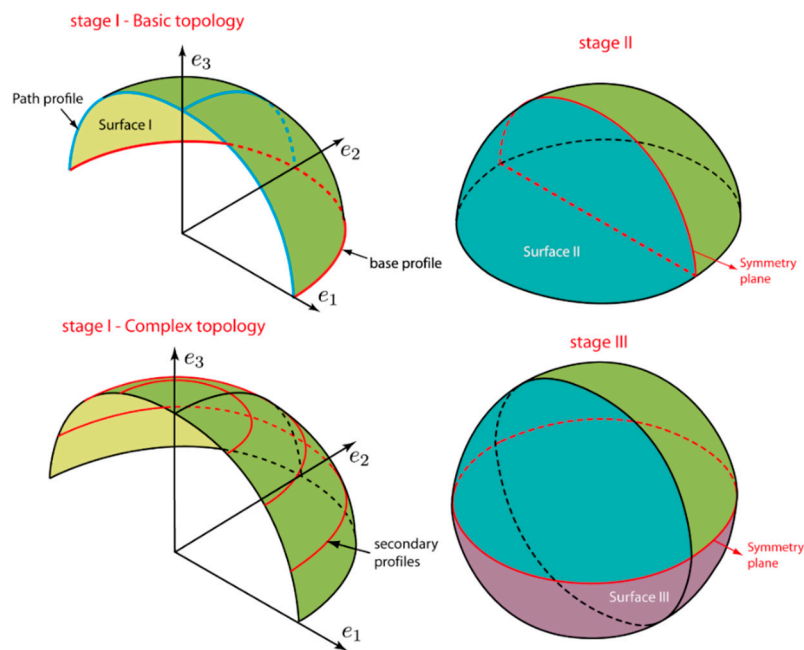 stage I - Basic topology
e3
Path profile
Surface I
e2
base profile
e1
stage II
Surface II
Symmetry
plane
stage I - Complex topology
e3
e2
secondary
profiles
e1
stage III
Symmetry
plane
Surface III